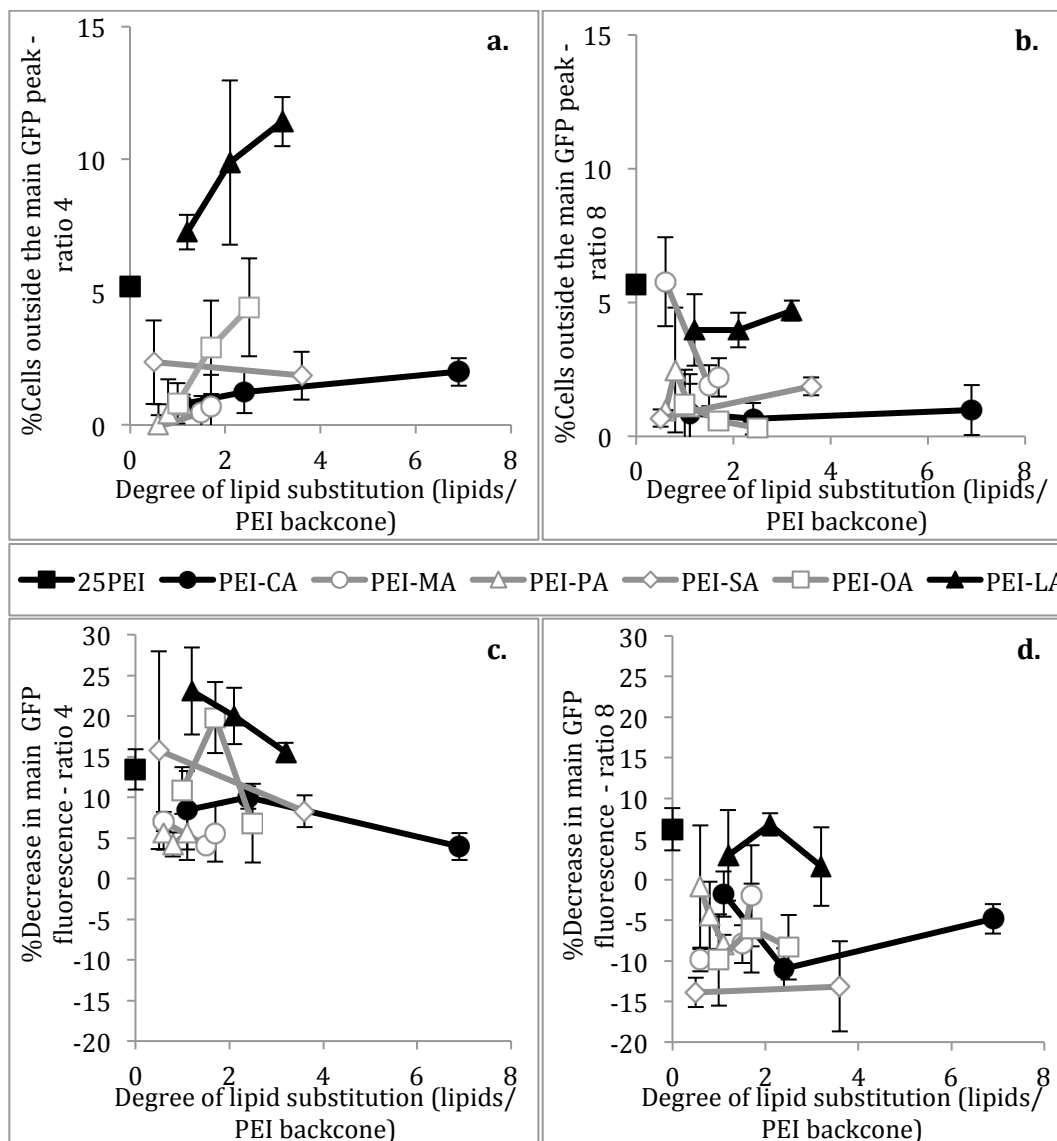 %Cells outside the main GFP peak -
ratio 4
15
10
5
0
a.
0 2 4 6 8
Degree of lipid substitution (lipids/
PEI backcone)
%Cells outside the main GFP peak -
ratio 8
15
10
5
0
b.
0 2 4 6 8
Degree of lipid substitution (lipids/
PEI backcone)
25PEI PEI-CA PEI-MA PEI-PA PEI-SA PEI-OA PEI-LA
%Decrease in main GFP
fluorescence - ratio 4
30
25
20
15
10
5
0
-5
-10
-15
-20
c.
0 2 4 6 8
Degree of lipid substitution (lipids/
PEI backcone)
%Decrease in main GFP
fluorescence - ratio 8
30
25
20
15
10
5
0
-5
-10
-15
-20
d.
0 2 4 6 8
Degree of lipid substitution (lipids/
PEI backcone)